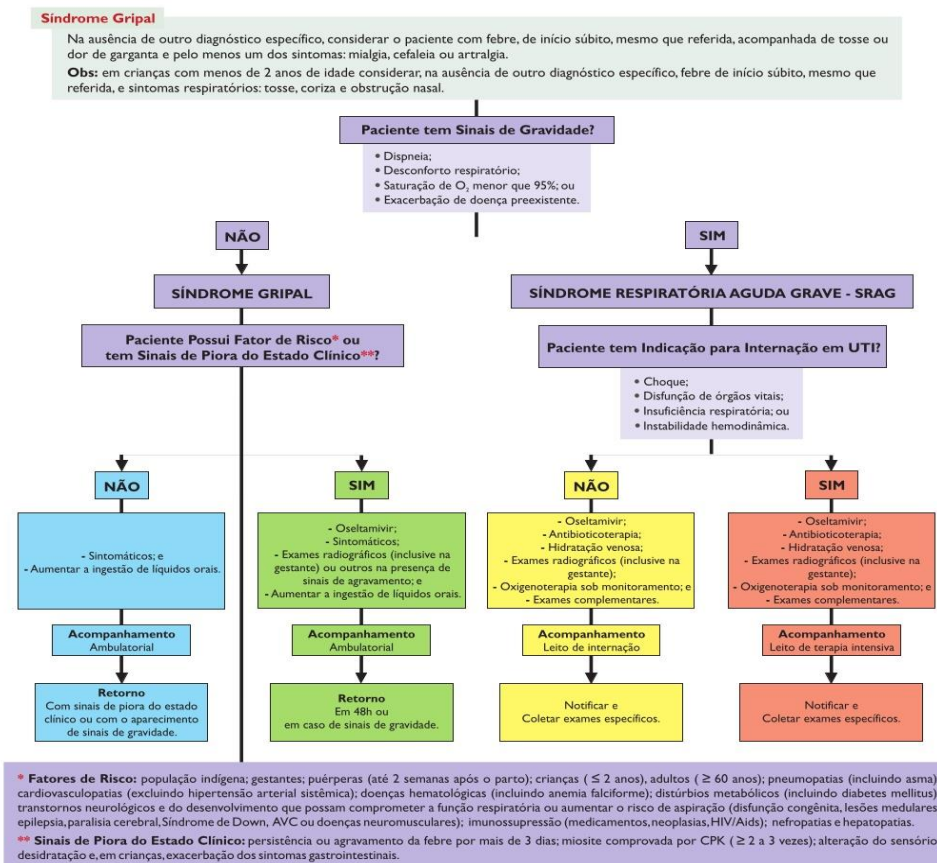 Síndrome Gripal
Na ausência de outro diagnóstico específico, considerar o paciente com febre, de início súbito, mesmo que referida, acompanhada de tosse ou
dor de garganta e pelo menos um dos sintomas: mialgia, cefaleia ou artralgia.
Obs: em crianças com menos de 2 anos de idade considerar, na ausência de outro diagnóstico específico, febre de início súbito, mesmo que
referida, e sintomas respiratórios: tosse, coriza e obstrução nasal.
Paciente tem Sinais de Gravidade?
• Dispneia;
• Desconforto respiratório;
• Saturação de O₂ menor que 95%; ou
• Exacerbação de doença preexistente.
NÃO
SIM
SÍNDROME GRIPAL
SÍNDROME RESPIRATÓRIA AGUDA GRAVE - SRAG
Paciente Possui Fator de Risco* ou
tem Sinais de Piora do Estado Clínico**?
Paciente tem Indicação para Internação em UTI?
• Choque;
• Disfunção de órgãos vitais;
• Insuficiência respiratória; ou
• Instabilidade hemodinâmica.
NÃO
- Sintomáticos; e
- Aumentar a ingestão de líquidos orais.
Acompanhamento
Ambulatorial
Retorno
Com sinais de piora do estado
clínico ou com o aparecimento
de sinais de gravidade.
SIM
- Oseltamivir;
- Sintomáticos;
- Exames radiográficos (inclusive na
gestante) ou outros na presença de
sinais de agravamento; e
- Aumentar a ingestão de líquidos orais.
Acompanhamento
Ambulatorial
Retorno
Em 48h ou
em caso de sinais de gravidade.
NÃO
- Oseltamivir;
- Antibioticoterapia;
- Hidratação venosa;
- Exames radiográficos (inclusive na
gestante);
- Oxigenoterapia sob monitoramento; e
- Exames complementares.
Acompanhamento
Leito de internação
Notificar e
Coletar exames específicos.
SIM
- Oseltamivir;
- Antibioticoterapia;
- Hidratação venosa;
- Exames radiográficos (inclusive na
gestante);
- Oxigenoterapia sob monitoramento; e
- Exames complementares.
Acompanhamento
Leito de terapia intensiva
Notificar e
Coletar exames específicos.
* Fatores de Risco: população indígena; gestantes; puérperas (até 2 semanas após o parto); crianças ( ≤ 2 anos), adultos ( ≥ 60 anos); pneumopatias (incluindo asma)
cardiovasculopatias (excluindo hipertensão arterial sistêmica); doenças hematológicas (incluindo anemia falciforme); distúrbios metabólicos (incluindo diabetes mellitus)
transtornos neurológicos e do desenvolvimento que possam comprometer a função respiratória ou aumentar o risco de aspiração (disfunção congênita, lesões medulares
epilepsia, paralisia cerebral, Síndrome de Down, AVC ou doenças neuromusculares); imunossupressão (medicamentos, neoplasias, HIV/Aids); nefropatias e hepatopatias.
** Sinais de Piora do Estado Clínico: persistência ou agravamento da febre por mais de 3 dias; miosite comprovada por CPK ( ≥ 2 a 3 vezes); alteração do sensório
desidratação e, em crianças, exacerbação dos sintomas gastrointestinais.